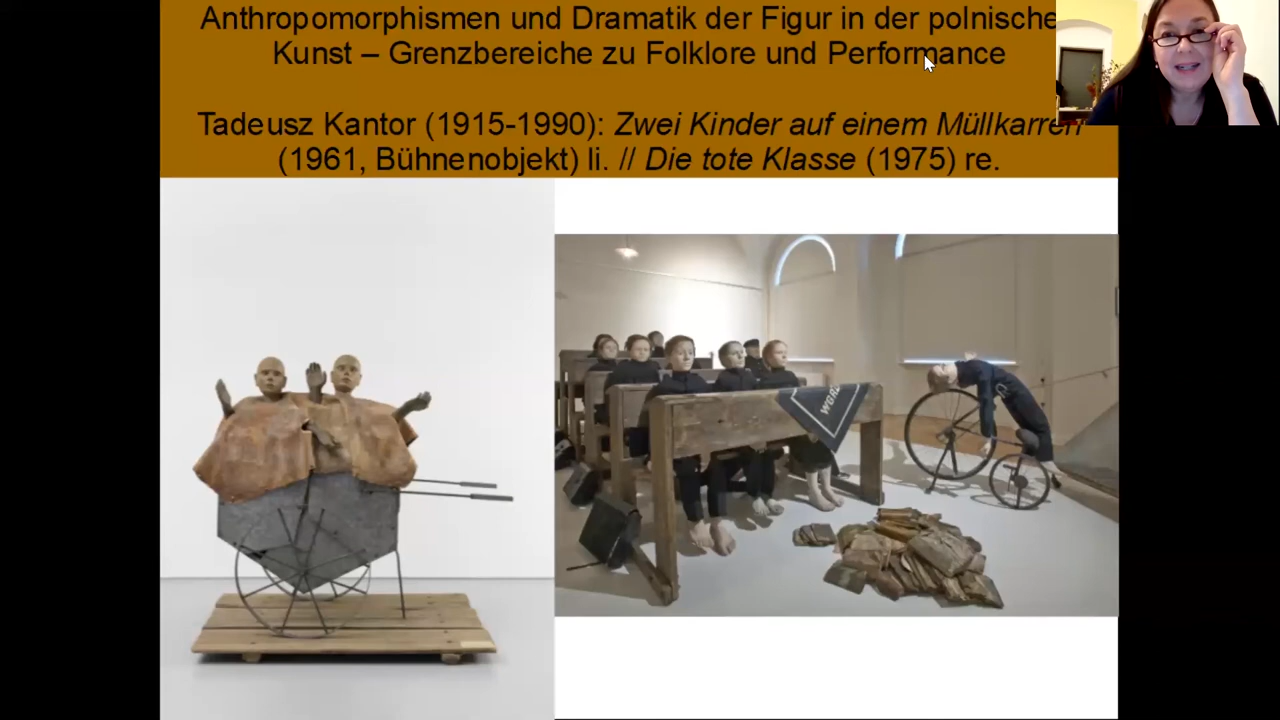 Anthropomorphismen und Dramatik der Figur in der polnische
Kunst – Grenzbereiche zu Folklore und Performance
Tadeusz Kantor (1915-1990): Zwei Kinder auf einem Müllkarren
(1961, Bühnenobjekt) li. // Die tote Klasse (1975) re.